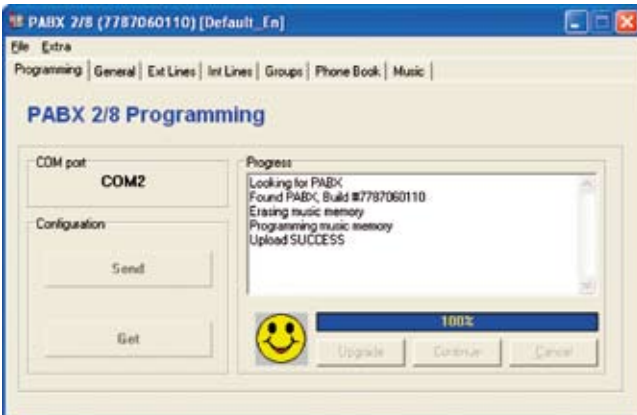 PABX 2/8 (7787060110) [Default_En]
File Extra
Programming General Ext Lines Int Lines Groups Phone Book Music
PABX 2/8 Programming
COM port
COM2
Configuration
Send
Get
Progress
Looking for PABX
Found PABX, Build #7787060110
Erasing music memory
Programming music memory
Upload SUCCESS
100%
Upgrade Continue Cancel